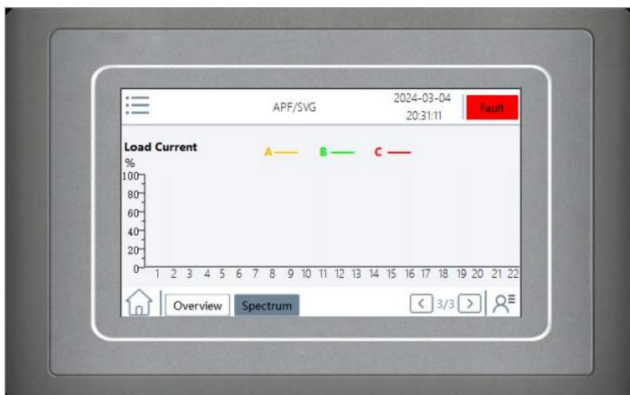 APF/SVG
2024-03-04
20:31:11
Fault
Load Current
A
B
C
%
100
80
60
40
20
0
1 2 3 4 5 6 7 8 9 10 11 12 13 14 15 16 17 18 19 20 21 22
Overview
Spectrum
< 3/3 >